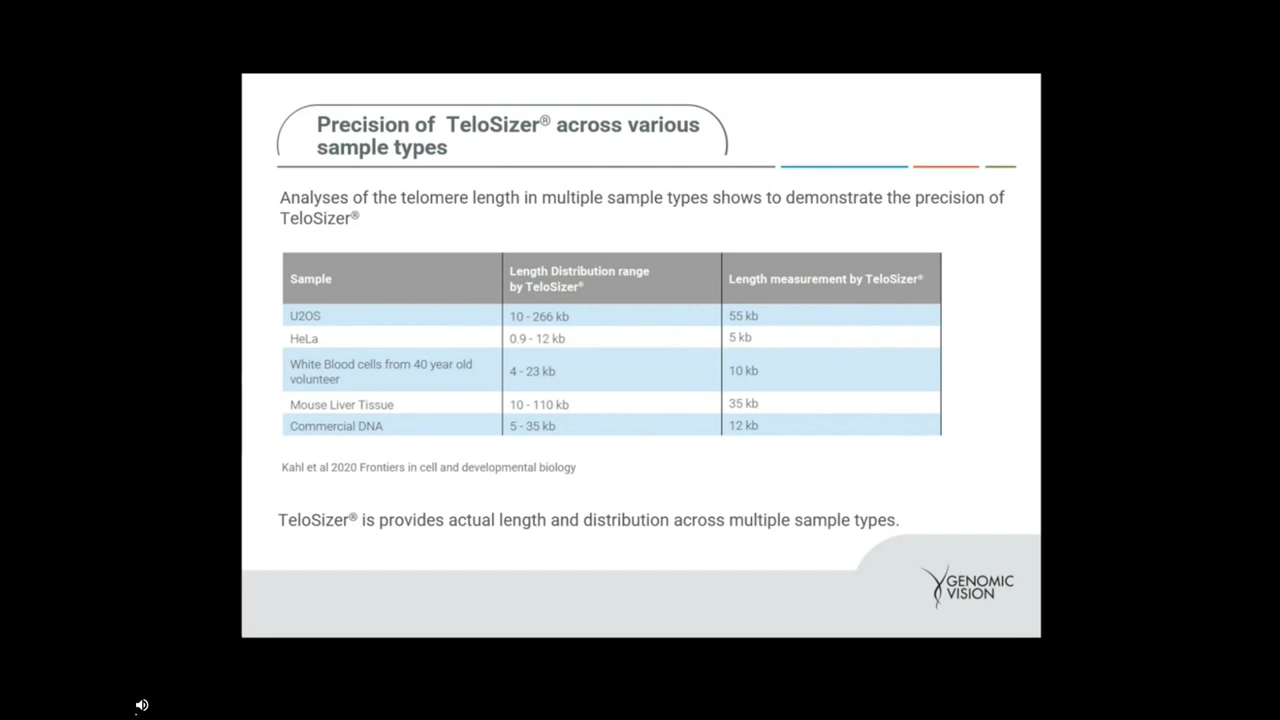 Precision of TeloSizer® across various
sample types
Analyses of the telomere length in multiple sample types shows to demonstrate the precision of
TeloSizer®
Sample
Length Distribution range
by TeloSizer®
Length measurement by TeloSizer®
U2OS
10 - 266 kb
55 kb
HeLa
0.9 - 12 kb
5 kb
White Blood cells from 40 year old
volunteer
4 - 23 kb
10 kb
Mouse Liver Tissue
10 - 110 kb
35 kb
Commercial DNA
5 - 35 kb
12 kb
Kahl et al 2020 Frontiers in cell and developmental biology
TeloSizer® is provides actual length and distribution across multiple sample types.
GENOMIC
VISION